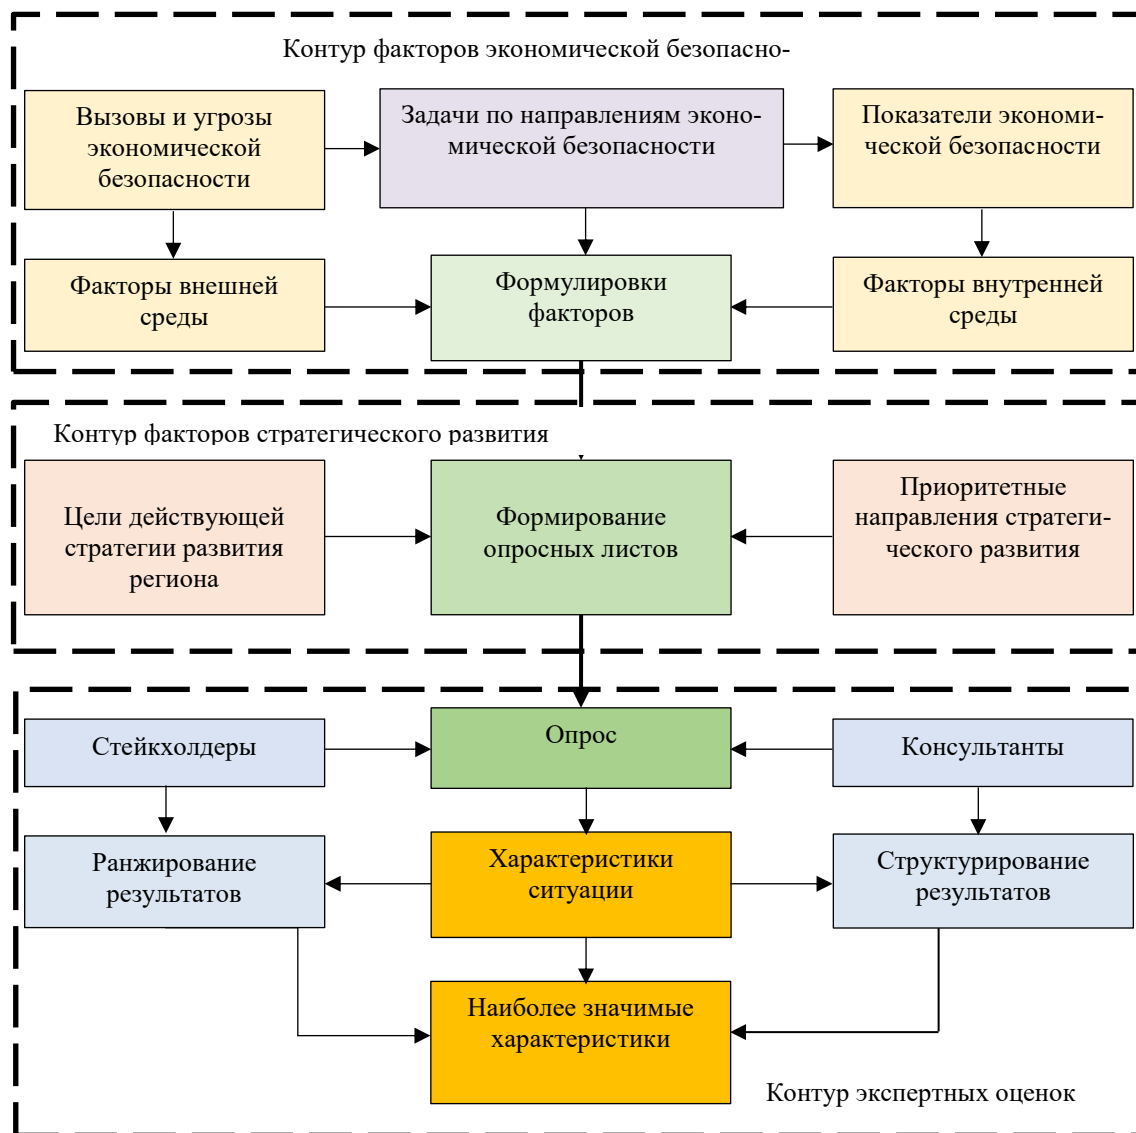 Контур факторов экономической безопасно-
Вызовы и угрозы
экономической
безопасности
Задачи по направлениям эконо-
мической безопасности
Показатели экономи-
ческой безопасности
Факторы внешней
среды
Формулировки
факторов
Факторы внутренней
среды
Контур факторов стратегического развития
Цели действующей
стратегии развития
региона
Формирование
опросных листов
Приоритетные
направления стратеги-
ческого развития
Стейкхолдеры
Опрос
Консультанты
Ранжирование
результатов
Характеристики
ситуации
Структурирование
результатов
Наиболее значимые
характеристики
Контур экспертных оценок